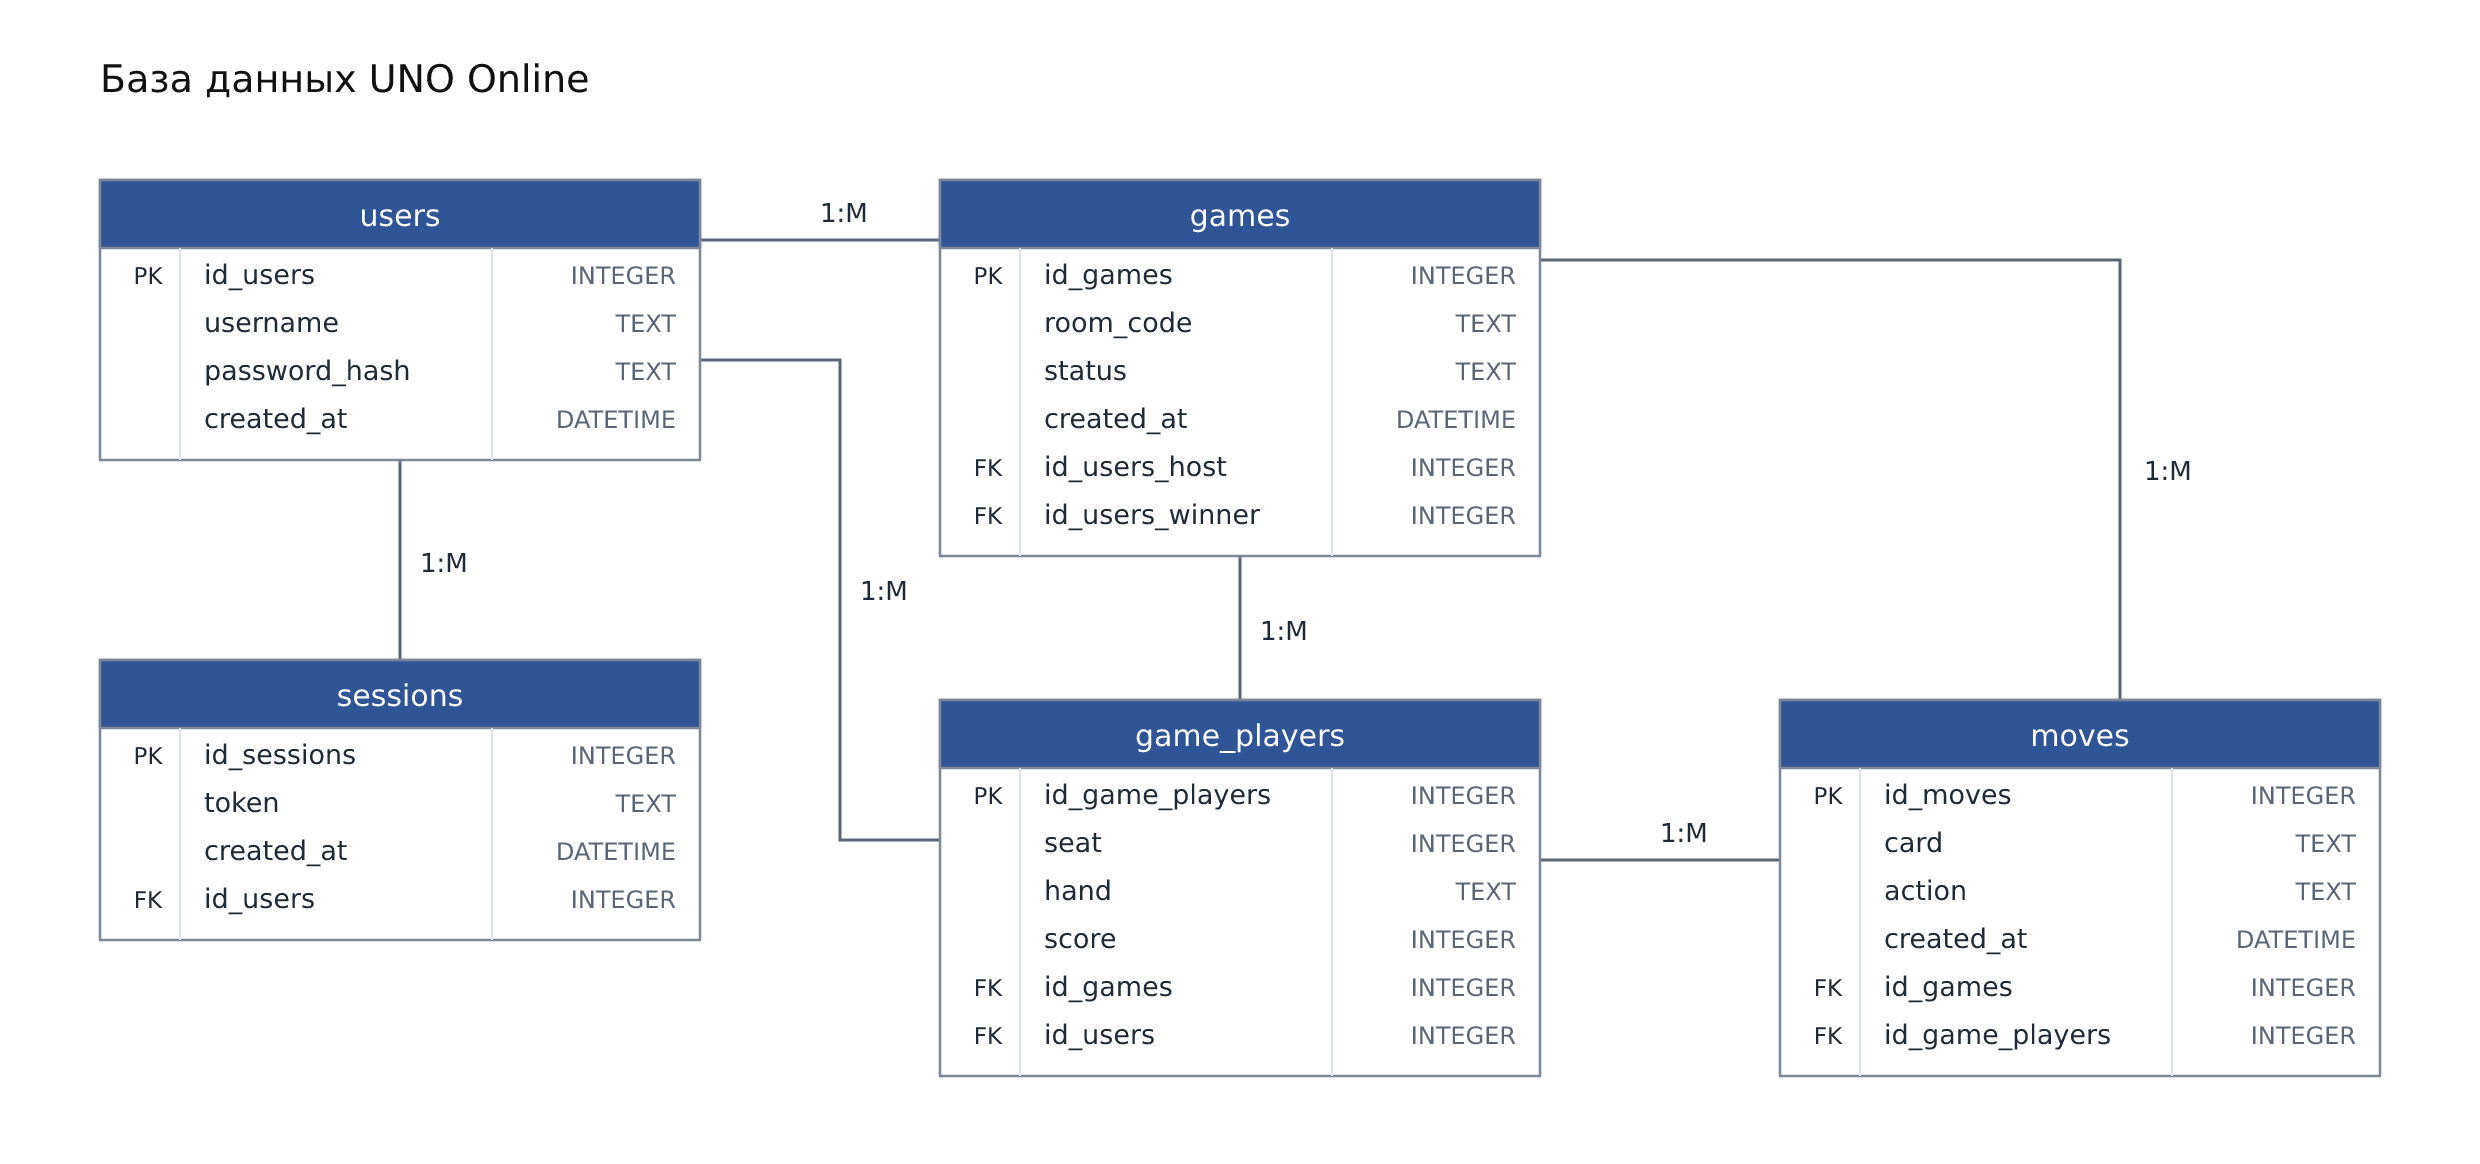 База данных UNO Online
users
PK id_users INTEGER
username TEXT
password_hash TEXT
created_at DATETIME
1:M
games
PK id_games INTEGER
room_code TEXT
status TEXT
created_at DATETIME
FK id_users_host INTEGER
FK id_users_winner INTEGER
1:M
1:M
1:M
1:M
sessions
PK id_sessions INTEGER
token TEXT
created_at DATETIME
FK id_users INTEGER
game_players
PK id_game_players INTEGER
seat INTEGER
hand TEXT
score INTEGER
FK id_games INTEGER
FK id_users INTEGER
1:M
moves
PK id_moves INTEGER
card TEXT
action TEXT
created_at DATETIME
FK id_games INTEGER
FK id_game_players INTEGER